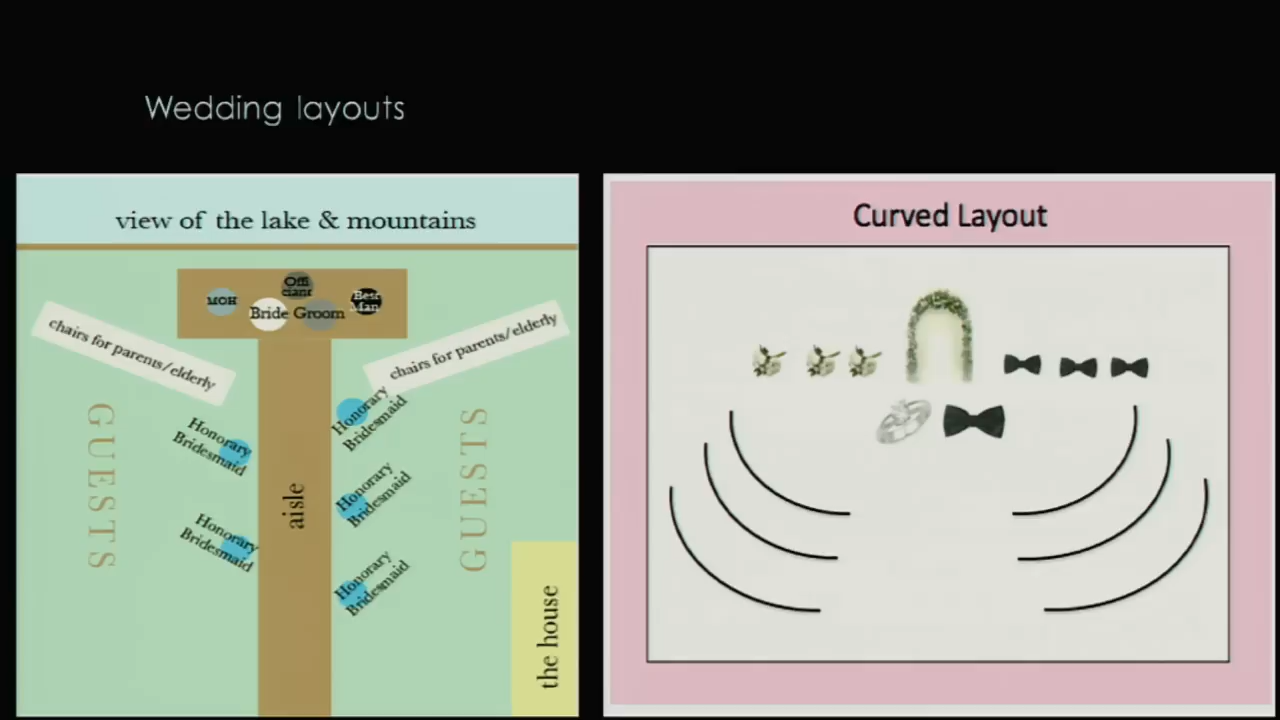 Wedding layouts
view of the lake & mountains
Offi
ciant
MOH
Best
Man
Bride Groom
chairs for parents/elderly
chairs for parents/elderly
GUESTS
Honorary
Bridesmaid
Honorary
Bridesmaid
GUESTS
Honorary
Bridesmaid
aisle
Honorary
Bridesmaid
Honorary
Bridesmaid
the house
Curved Layout